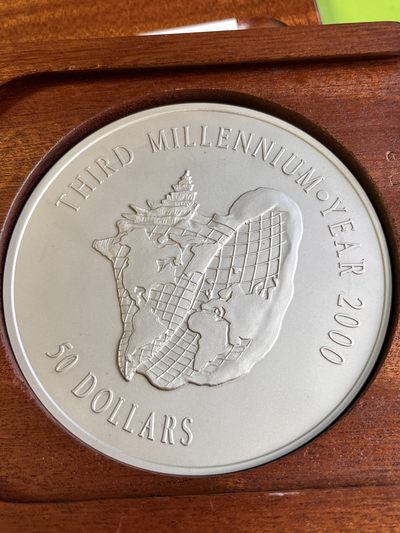 THIRD MILLENNIUM • YEAR 2000
50 DOLLARS